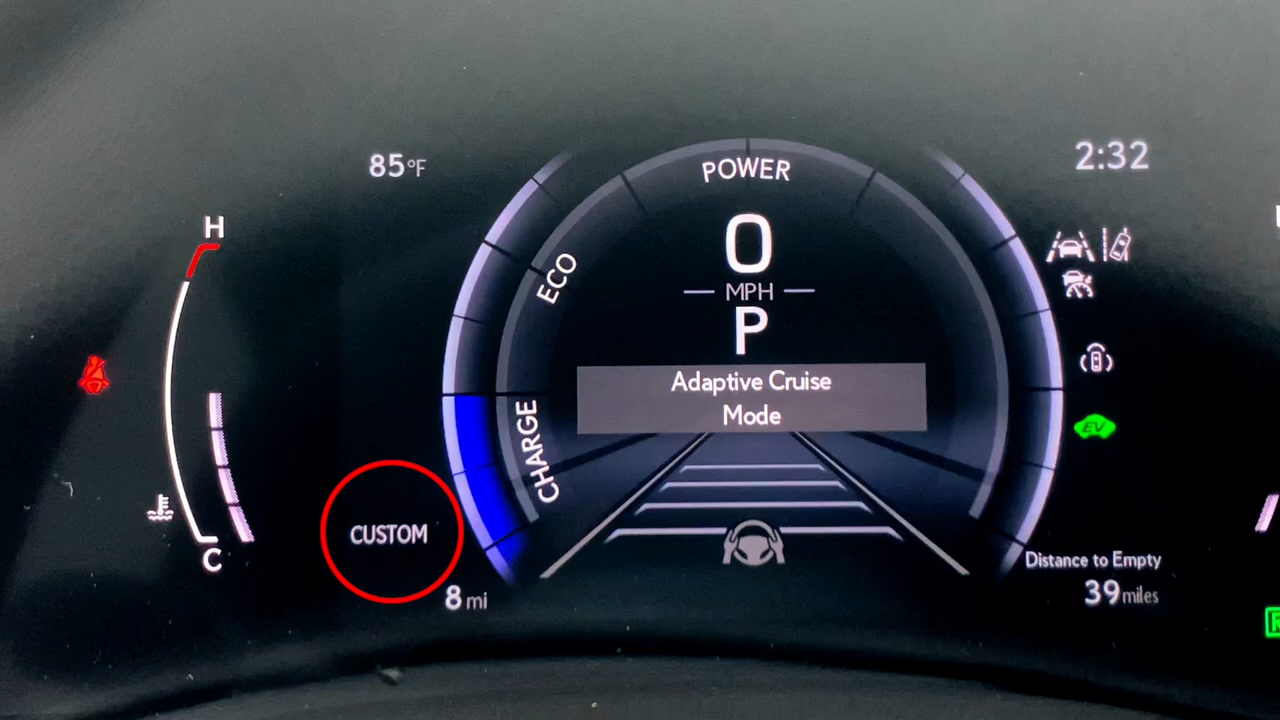 85°F
2:32
POWER
H
0
ECO
MPH
P
Adaptive Cruise
Mode
CHARGE
EV
CUSTOM
C
Distance to Empty
8 mi
39 miles